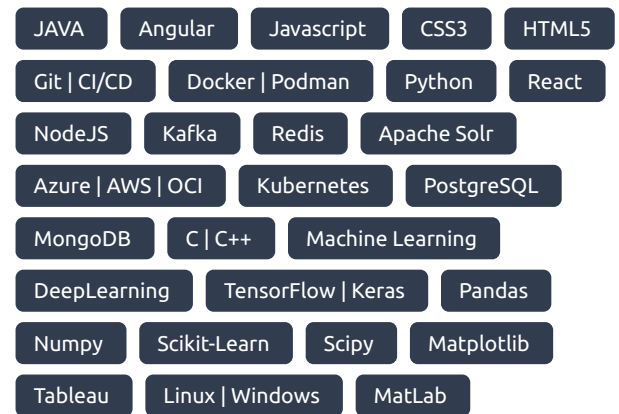 JAVA Angular Javascript CSS3 HTML5
Git | CI/CD Docker | Podman Python React
NodeJS Kafka Redis Apache Solr
Azure | AWS | OCI Kubernetes PostgreSQL
MongoDB C | C++ Machine Learning
DeepLearning TensorFlow | Keras Pandas
Numpy Scikit-Learn Scipy Matplotlib
Tableau Linux | Windows MatLab